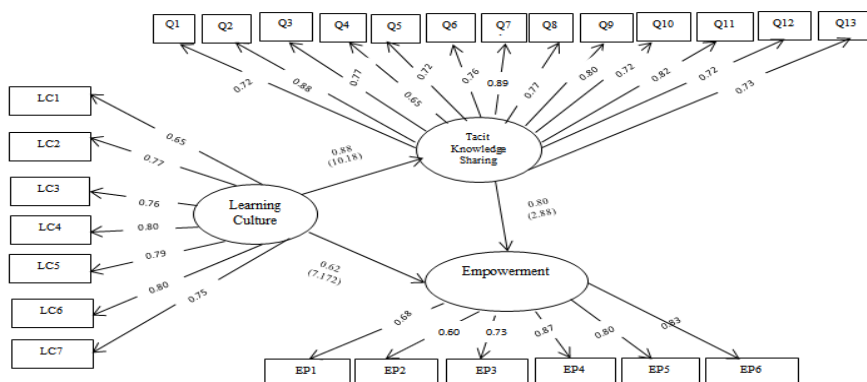 Q1 Q2 Q3 Q4 Q5 Q6 Q7 Q8 Q9 Q10 Q11 Q12 Q13
0.72 0.88 0.77 0.65 0.72 0.76 0.89 0.77 0.80 0.72 0.82 0.72 0.73
LC1
LC2
LC3
LC4
LC5
LC6
LC7
0.65
0.77
0.76
0.80
0.79
0.80
0.75
Learning
Culture
0.88
(10.18)
Tacit
Knowledge
Sharing
0.80
(2.88)
0.62
(7.172)
Empowerment
0.68 0.60 0.73 0.87 0.80 0.83
EP1 EP2 EP3 EP4 EP5 EP6